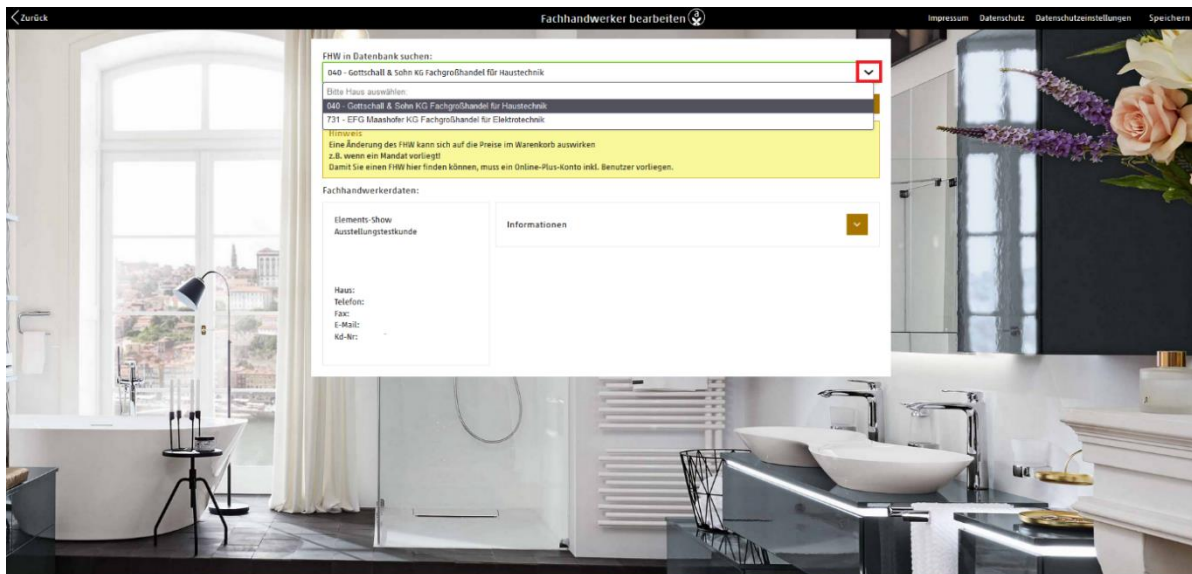 Zurück
Fachhandwerker bearbeiten
Impressum Datenschutz Datenschutzeinstellungen Speichern
FHW in Datenbank suchen:
040 - Gottschall & Sohn KG Fachgroßhandel für Haustechnik
Bitte Haus auswählen:
040 - Gottschall & Sohn KG Fachgroßhandel für Haustechnik
731 - EFG Maashofer KG Fachgroßhandel für Elektrotechnik
Hinweis
Eine Änderung des FHW kann sich auf die Preise im Warenkorb auswirken
z.B. wenn ein Mandat vorliegt!
Damit Sie einen FHW hier finden können, muss ein Online-Plus-Konto inkl. Benutzer vorliegen.
Fachhandwerkerdaten:
Elements-Show
Ausstellungstestkunde
Informationen
Haus:
Telefon:
Fax:
E-Mail:
Kd-Nr: